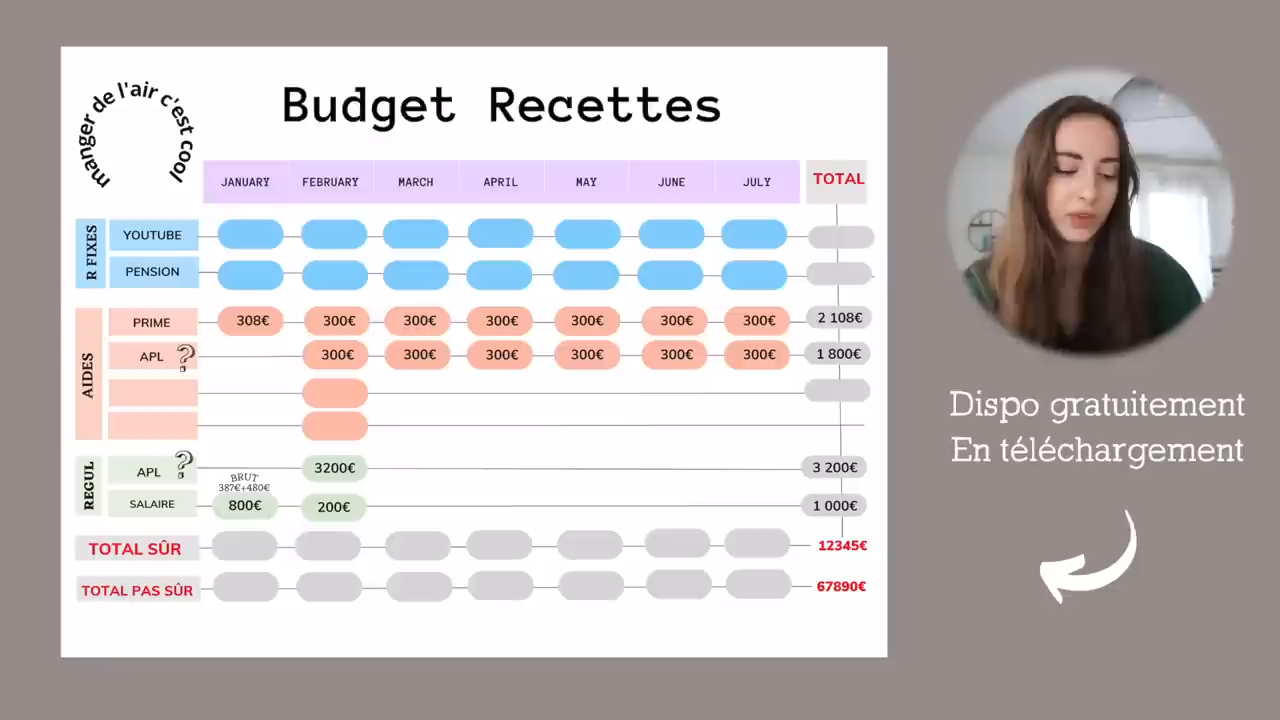 manger de l'air c'est cool
Budget Recettes
JANUARY FEBRUARY MARCH APRIL MAY JUNE JULY TOTAL
R FIXES
YOUTUBE
PENSION
AIDES
PRIME 308€ 300€ 300€ 300€ 300€ 300€ 300€ 2 108€
APL ? 300€ 300€ 300€ 300€ 300€ 300€ 1 800€
REGUL
APL ? 3200€ 3 200€
BRUT
387€+480€
SALAIRE 800€ 200€ 1 000€
TOTAL SÛR 12345€
TOTAL PAS SÛR 67890€
Dispo gratuitement
En téléchargement